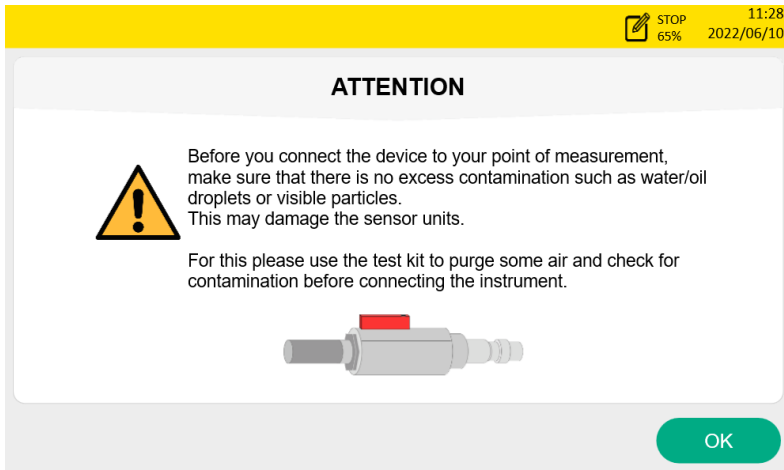 STOP
65%
11:28
2022/06/10
ATTENTION
Before you connect the device to your point of measurement,
make sure that there is no excess contamination such as water/oil
droplets or visible particles.
This may damage the sensor units.
For this please use the test kit to purge some air and check for
contamination before connecting the instrument.
OK